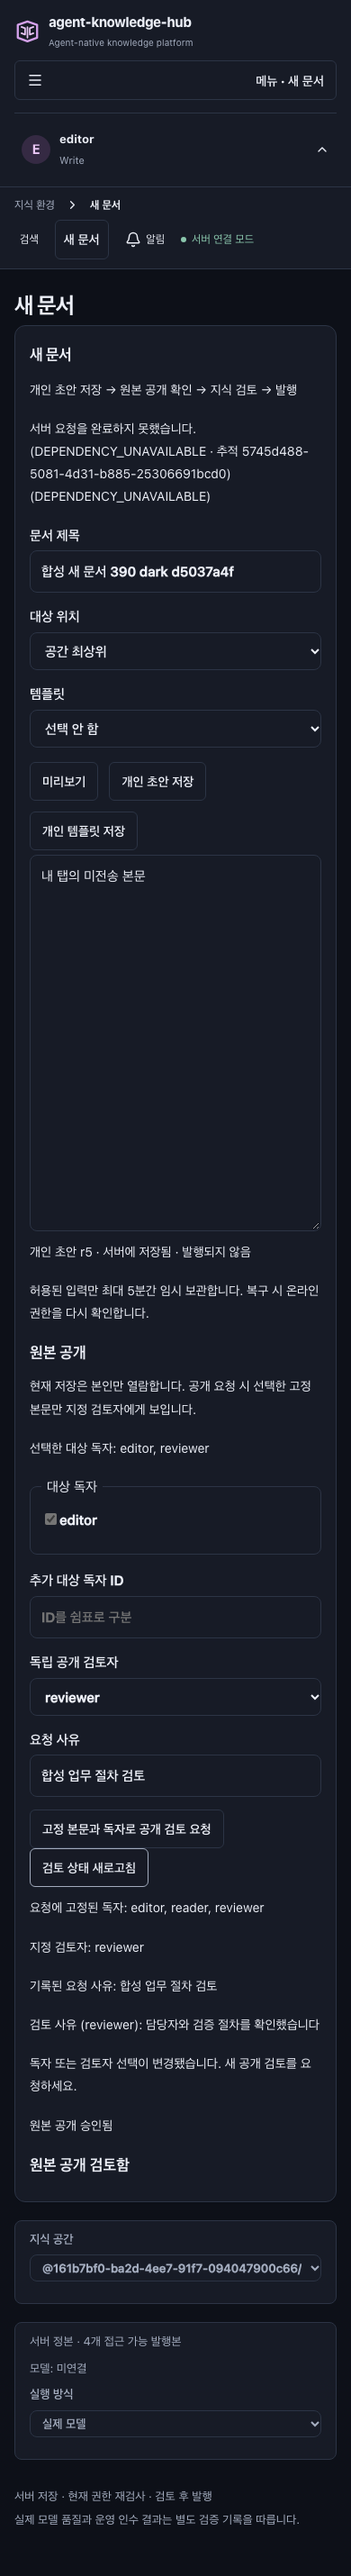 agent-knowledge-hub
Agent-native knowledge platform
메뉴 · 새 문서
E
editor
Write
지식 환경 > 새 문서
검색
새 문서
알림
서버 연결 모드
새 문서
새 문서
개인 초안 저장 → 원본 공개 확인 → 지식 검토 → 발행
서버 요청을 완료하지 못했습니다.
(DEPENDENCY_UNAVAILABLE · 추적 5745d488-
5081-4d31-b885-25306691bcd0)
(DEPENDENCY_UNAVAILABLE)
문서 제목
합성 새 문서 390 dark d5037a4f
대상 위치
공간 최상위
템플릿
선택 안 함
미리보기
개인 초안 저장
개인 템플릿 저장
내 탭의 미전송 본문
개인 초안 r5 · 서버에 저장됨 · 발행되지 않음
허용된 입력만 최대 5분간 임시 보관합니다. 복구 시 온라인
권한을 다시 확인합니다.
원본 공개
현재 저장은 본인만 열람합니다. 공개 요청 시 선택한 고정
본문만 지정 검토자에게 보입니다.
선택한 대상 독자: editor, reviewer
대상 독자
editor
추가 대상 독자 ID
ID를 쉼표로 구분
독립 공개 검토자
reviewer
요청 사유
합성 업무 절차 검토
고정 본문과 독자로 공개 검토 요청
검토 상태 새로고침
요청에 고정된 독자: editor, reader, reviewer
지정 검토자: reviewer
기록된 요청 사유: 합성 업무 절차 검토
검토 사유 (reviewer): 담당자와 검증 절차를 확인했습니다
독자 또는 검토자 선택이 변경됐습니다. 새 공개 검토를 요
청하세요.
원본 공개 승인됨
원본 공개 검토함
지식 공간
@161b7bf0-ba2d-4ee7-91f7-094047900c66/
서버 정본 · 4개 접근 가능 발행본
모델: 미연결
실행 방식
실제 모델
서버 저장 · 현재 권한 재검사 · 검토 후 발행
실제 모델 품질과 운영 인수 결과는 별도 검증 기록을 따릅니다.